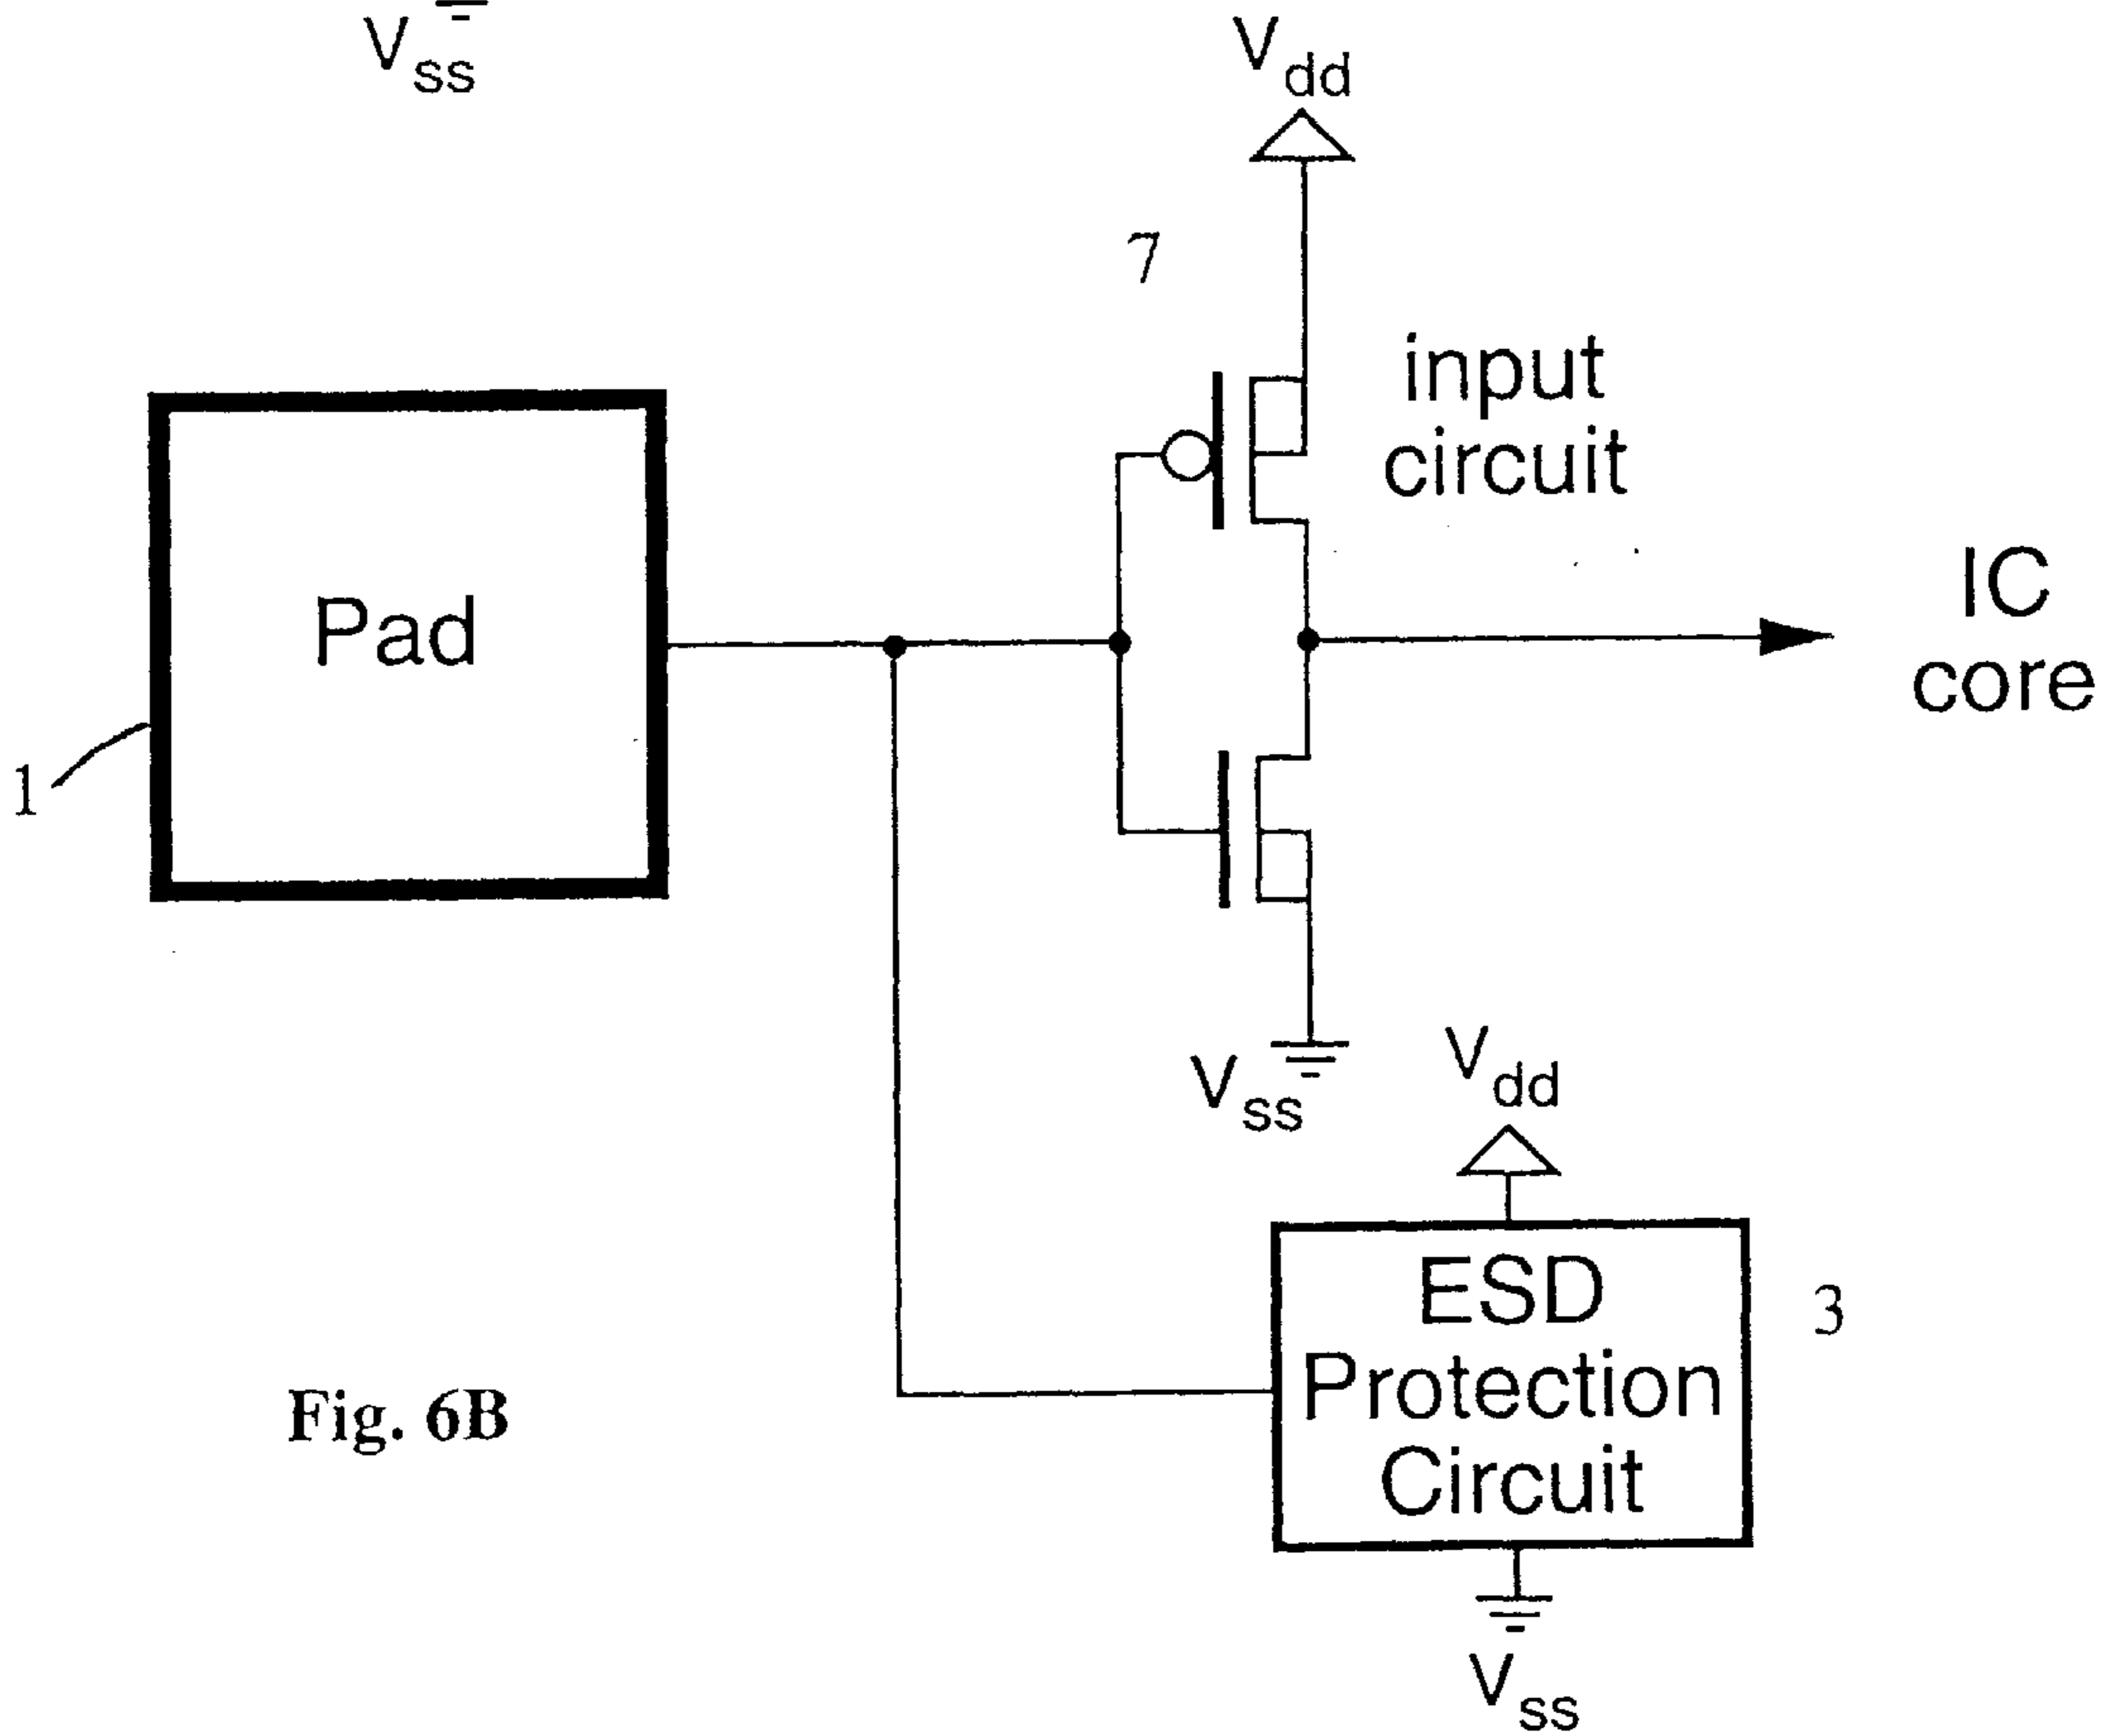 Vss
Vdd
7
input
circuit
Pad
IC
core
1
Vss
Vdd
ESD
Protection
Circuit
3
Fig. 6B
Vss